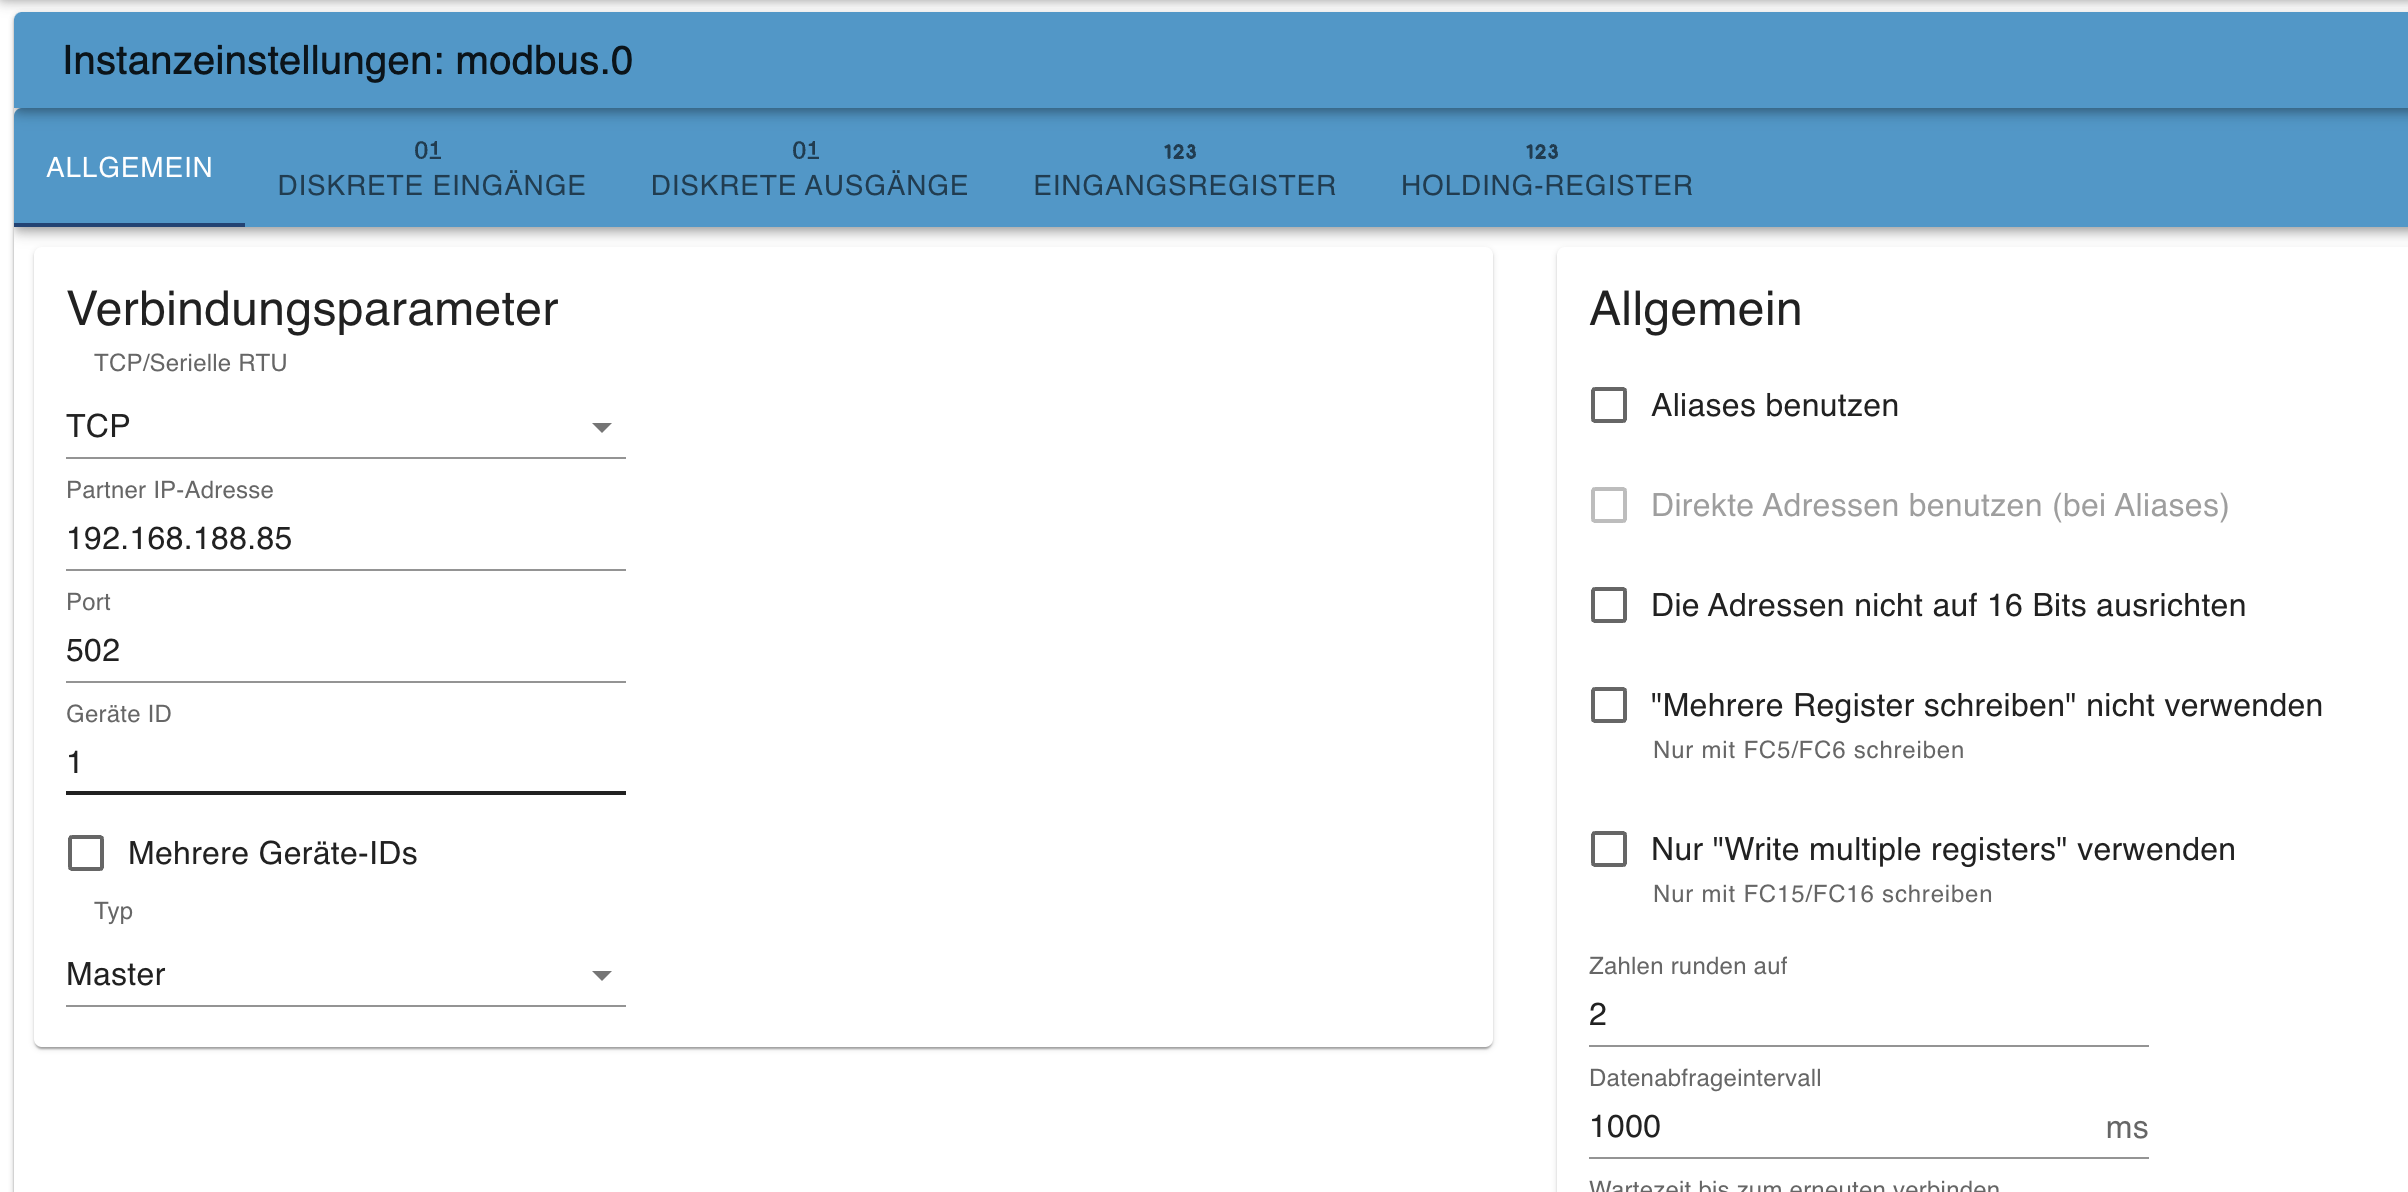 Instanzeinstellungen: modbus.0
ALLGEMEIN
01
DISKRETE EINGÄNGE
01
DISKRETE AUSGÄNGE
123
EINGANGSREGISTER
123
HOLDING-REGISTER
Verbindungsparameter
TCP/Serielle RTU
TCP
Partner IP-Adresse
192.168.188.85
Port
502
Geräte ID
1
Mehrere Geräte-IDs
Typ
Master
Allgemein
Aliases benutzen
Direkte Adressen benutzen (bei Aliases)
Die Adressen nicht auf 16 Bits ausrichten
"Mehrere Register schreiben" nicht verwenden
Nur mit FC5/FC6 schreiben
Nur "Write multiple registers" verwenden
Nur mit FC15/FC16 schreiben
Zahlen runden auf
2
Datenabfrageintervall
1000 ms
Wartezeit bis zum erneuten verbinden